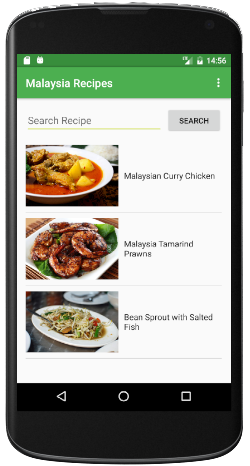 14:56
Malaysia Recipes
Search Recipe
SEARCH
Malaysian Curry Chicken
Malaysia Tamarind
Prawns
Bean Sprout with Salted
Fish